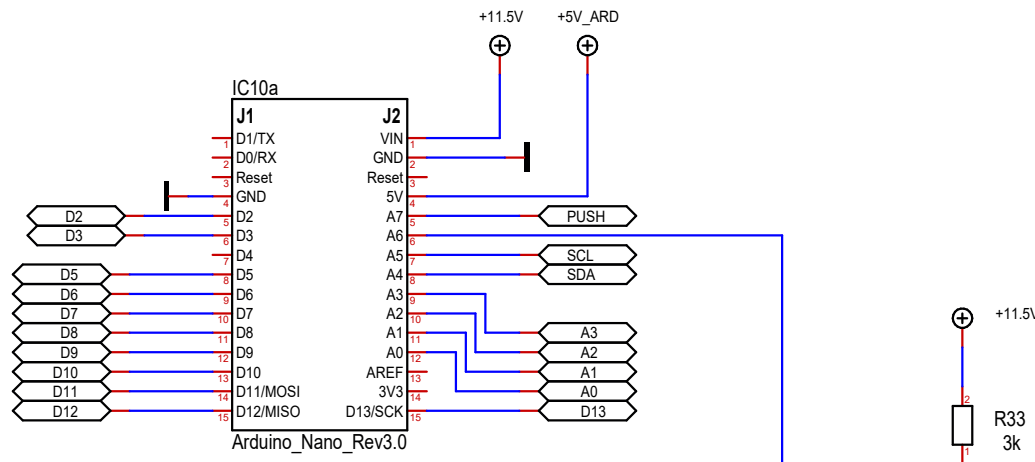 +11.5V +5V_ARD
IC10a
J1 J2
D1/TX VIN
1 1
D0/RX GND
2 2
Reset Reset
3 3
GND 5V
4 4
D2 D2 A7 PUSH
5 5
D3 D3 A6
6 6
D4 A5 SCL
7 7
D5 D5 A4 SDA
8 8
D6 D6 A3
9 9
D7 D7 A2
10 10
D8 D8 A1 A3
11 11
D9 D9 A0 A2
12 12
D10 D10 AREF A1
13 13
D11 D11/MOSI 3V3 A0
14 14
D12 D12/MISO D13/SCK D13
15 15
Arduino_Nano_Rev3.0
+11.5V
2
R33
3k
1